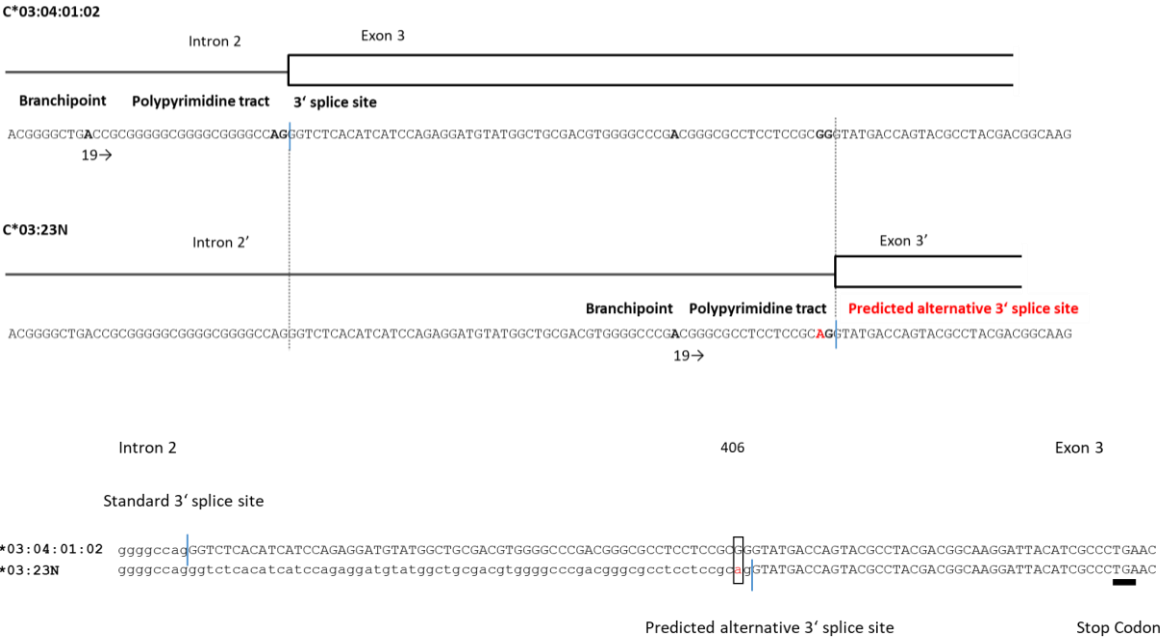 C*03:04:01:02
Intron 2 Exon 3
Branchpoint Polypyrimidine tract 3‘ splice site
ACGGGGCTGACCGCGGGGGCGGGGCGGGGCCAGGGTCTCACATCATCCAGAGGATGTATGGCTGCGACGTGGGGCCCGACGGGCGCCTCCTCCGCGGGTATGACCAGTACGCCTACGACGGCAAG
19→
C*03:23N
Intron 2′ Exon 3′
Branchpoint Polypyrimidine tract Predicted alternative 3‘ splice site
ACGGGGCTGACCGCGGGGGCGGGGCGGGGCCAGGGTCTCACATCATCCAGAGGATGTATGGCTGCGACGTGGGGCCCGACGGGCGCCTCCTCCGCAGGTATGACCAGTACGCCTACGACGGCAAG
19→
Intron 2 406 Exon 3
Standard 3‘ splice site
*03:04:01:02 ggggccagGGTCTCACATCATCCAGAGGATGTATGGCTGCGACGTGGGGCCCGACGGGCGCCTCCTCCGCGGGTATGACCAGTACGCCTACGACGGCAAGGATTACATCGCCCTGAAC
*03:23N ggggccagggtctcacatcatccagaggatgtatggctgcgacgtggggcccgacgggcgcctcctccgcagGTATGACCAGTACGCCTACGACGGCAAGGATTACATCGCCCTGAAC
Predicted alternative 3‘ splice site Stop Codon